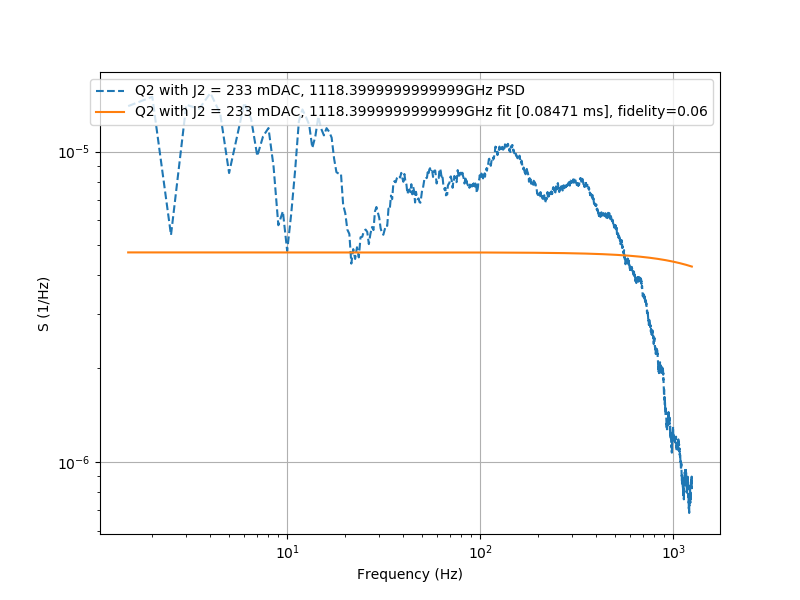 Q2 with J2 = 233 mDAC, 1118.3999999999999GHz PSD
Q2 with J2 = 233 mDAC, 1118.3999999999999GHz fit [0.08471 ms], fidelity=0.06
10⁻⁵
10⁻⁶
S (1/Hz)
10¹ 10² 10³
Frequency (Hz)